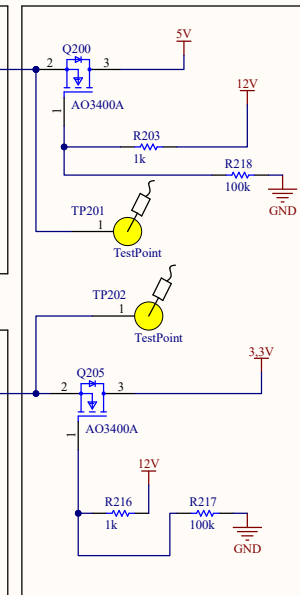 Q200
5V
2
3
12V
AO3400A
1
R203
1k
R218
100k
GND
TP201
1
TestPoint
TP202
1
TestPoint
3,3V
Q205
2
3
AO3400A
1
12V
R216
1k
R217
100k
GND